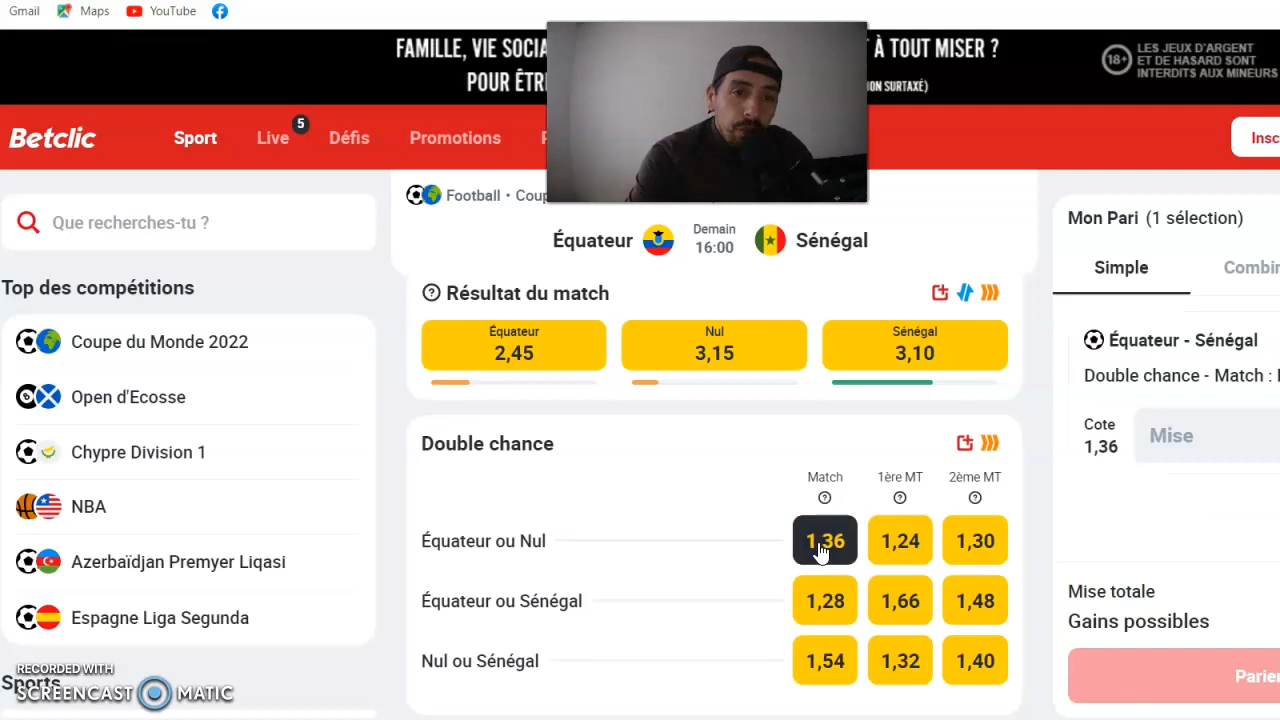 Gmail Maps YouTube
FAMILLE, VIE SOCIA À TOUT MISER ?
POUR ÊTRE ON SURTAXÉ)
18+ LES JEUX D'ARGENT
ET DE HASARD SONT
INTERDITS AUX MINEURS
Betclic Sport Live 5 Défis Promotions
Insc
Que recherches-tu ?
Top des compétitions
Coupe du Monde 2022
Open d'Ecosse
Chypre Division 1
NBA
Azerbaïdjan Premyer Liqasi
Espagne Liga Segunda
Sports
RECORDED WITH
SCREENCAST MATIC
Football • Coup
Équateur Demain Sénégal
16:00
Résultat du match
Équateur Nul Sénégal
2,45 3,15 3,10
Double chance
Match 1ère MT 2ème MT
Équateur ou Nul 1,36 1,24 1,30
Équateur ou Sénégal 1,28 1,66 1,48
Nul ou Sénégal 1,54 1,32 1,40
Mon Pari (1 sélection)
Simple Combin
Équateur - Sénégal
Double chance - Match :
Cote
1,36 Mise
Mise totale
Gains possibles
Parier